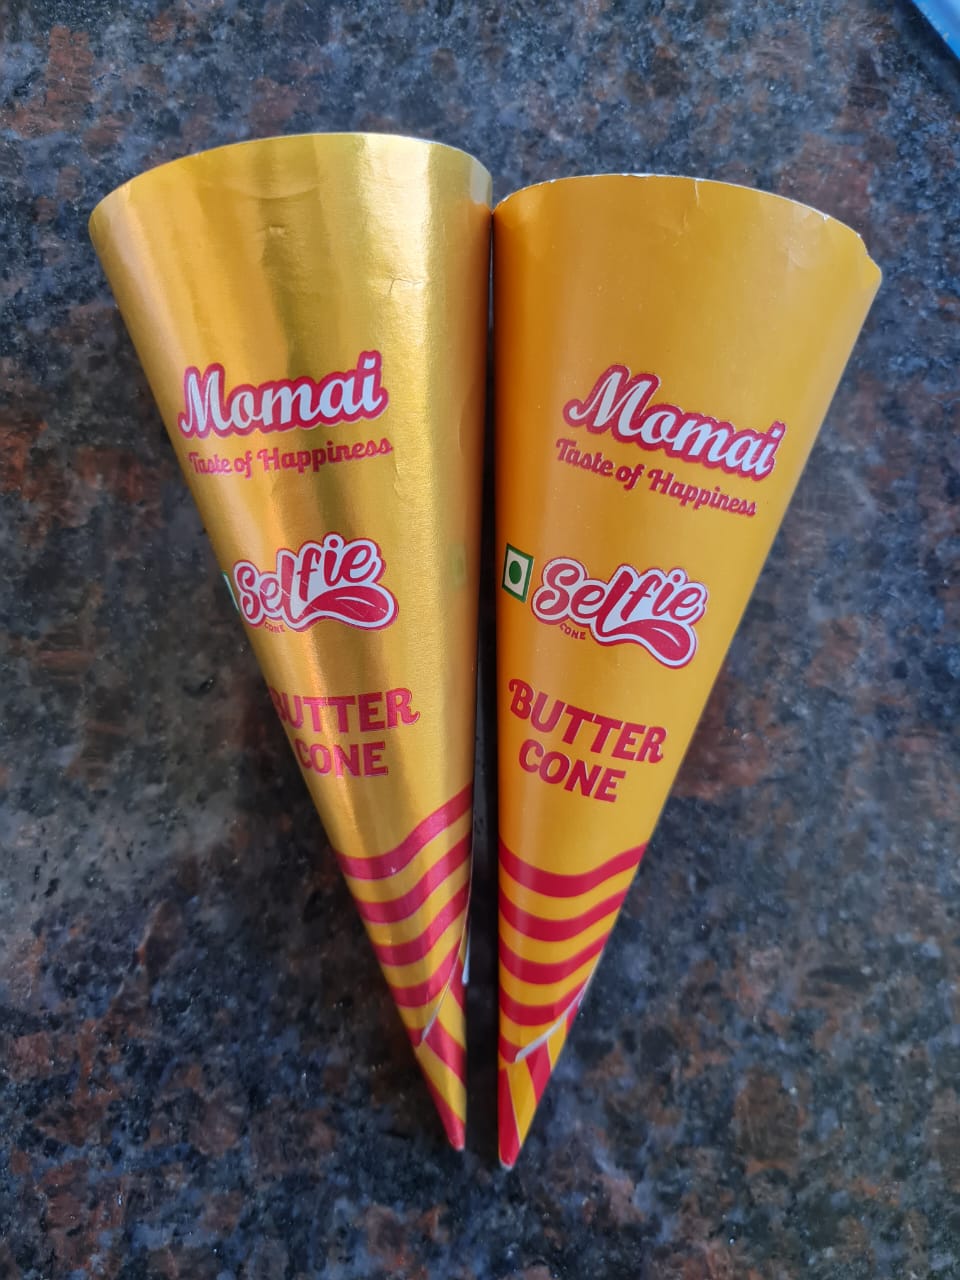 Momai
Taste of Happiness
Selfie
CONE
BUTTER
CONE
Momai
Taste of Happiness
Selfie
CONE
BUTTER
CONE